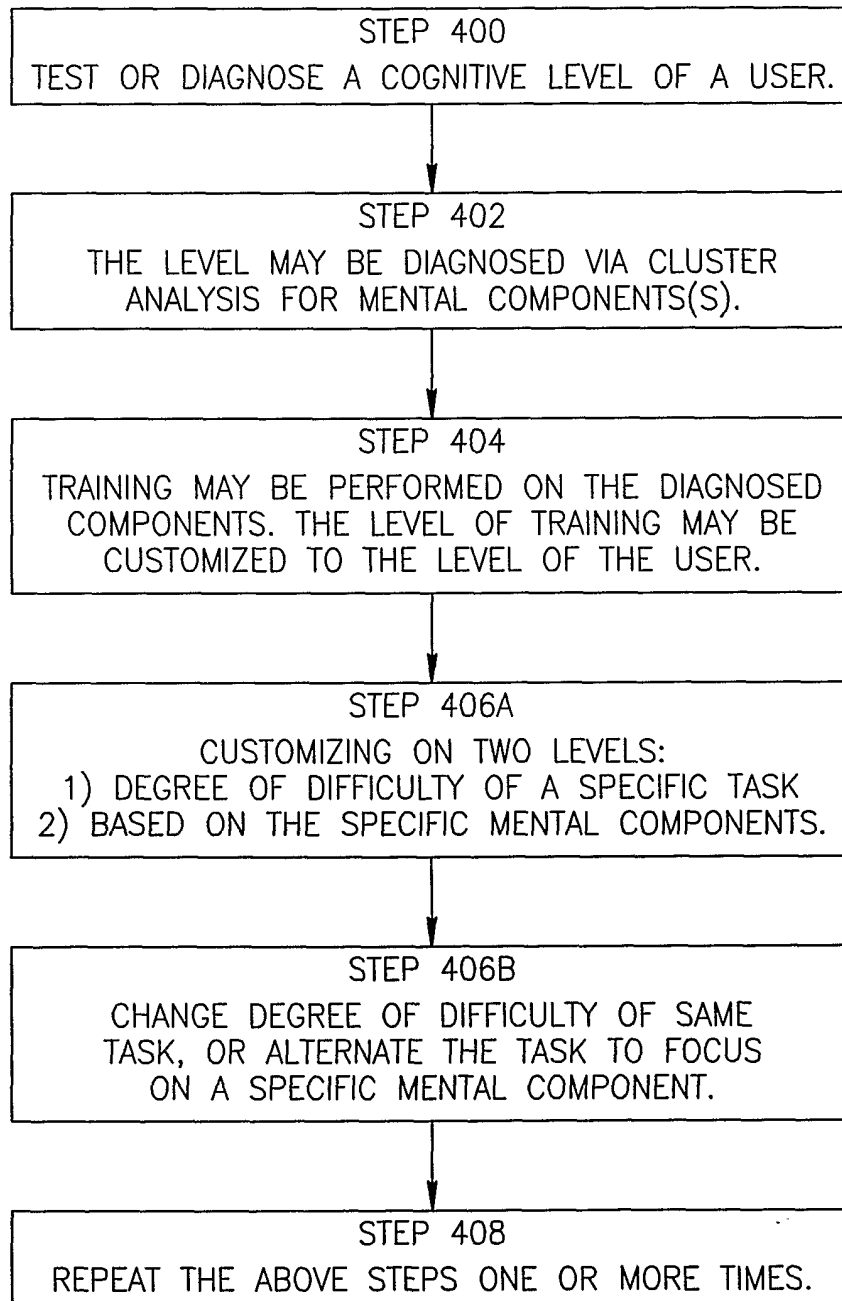 STEP 400
TEST OR DIAGNOSE A COGNITIVE LEVEL OF A USER.
STEP 402
THE LEVEL MAY BE DIAGNOSED VIA CLUSTER
ANALYSIS FOR MENTAL COMPONENTS(S).
STEP 404
TRAINING MAY BE PERFORMED ON THE DIAGNOSED
COMPONENTS. THE LEVEL OF TRAINING MAY BE
CUSTOMIZED TO THE LEVEL OF THE USER.
STEP 406A
CUSTOMIZING ON TWO LEVELS:
1) DEGREE OF DIFFICULTY OF A SPECIFIC TASK
2) BASED ON THE SPECIFIC MENTAL COMPONENTS.
STEP 406B
CHANGE DEGREE OF DIFFICULTY OF SAME
TASK, OR ALTERNATE THE TASK TO FOCUS
ON A SPECIFIC MENTAL COMPONENT.
STEP 408
REPEAT THE ABOVE STEPS ONE OR MORE TIMES.